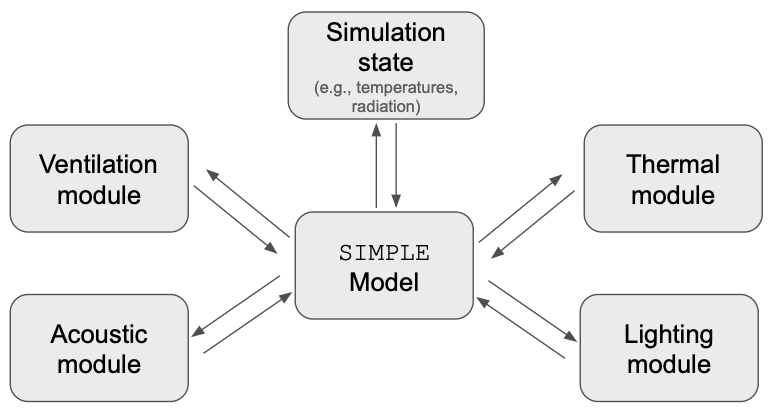 Simulation
state
(e.g., temperatures,
radiation)
Ventilation
module
Thermal
module
SIMPLE
Model
Acoustic
module
Lighting
module